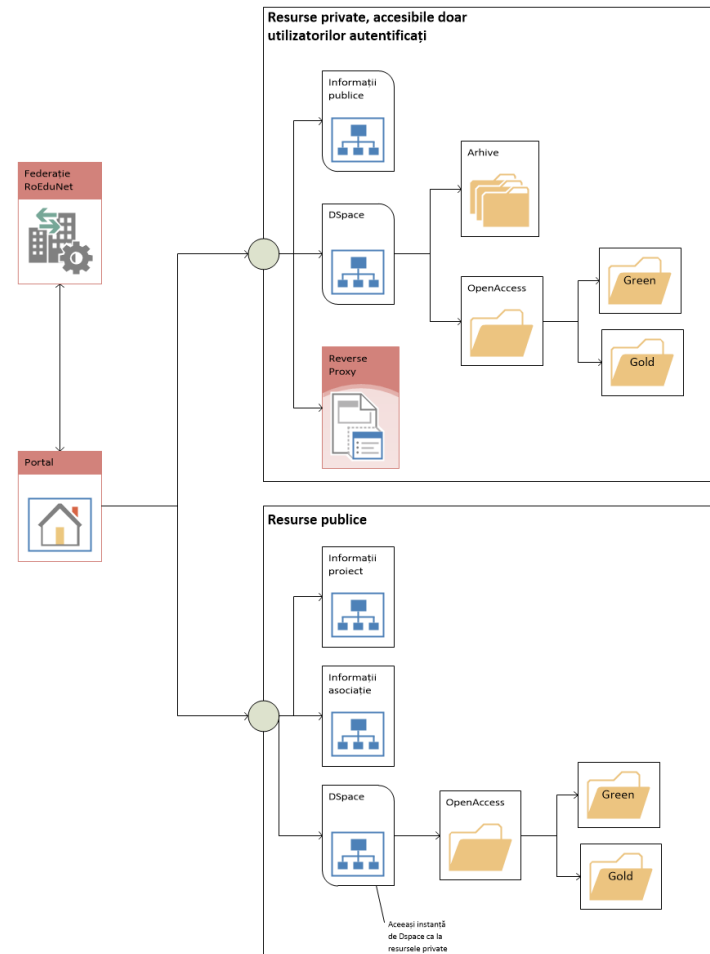 Resurse private, accesibile doar
utilizatorilor autentificați
Informații
publice
Arhive
Federație
RoEduNet
DSpace
OpenAccess
Green
Gold
Reverse
Proxy
Portal
Resurse publice
Informații
proiect
Informații
asociație
DSpace
OpenAccess
Green
Gold
Aceeași instanță
de Dspace ca la
resursele private